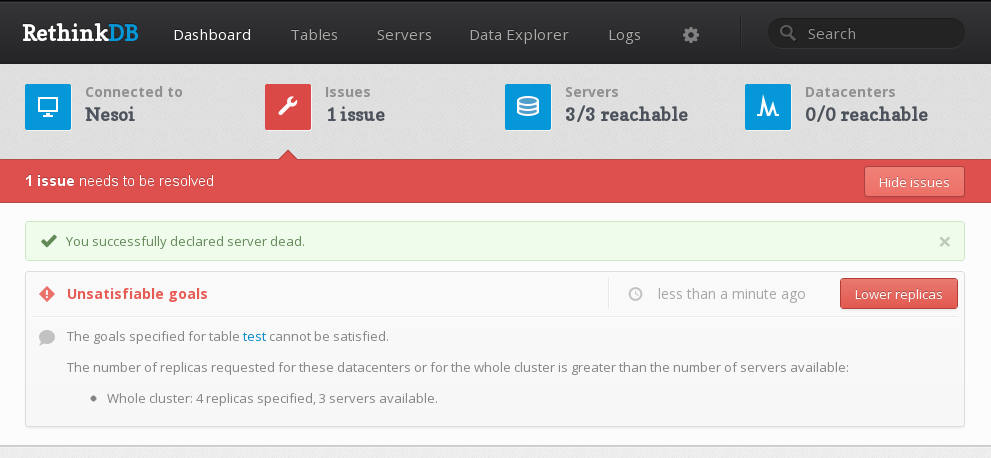 RethinkDB Dashboard Tables Servers Data Explorer Logs Search
Connected to Issues Servers Datacenters
Nesoi 1 issue 3/3 reachable 0/0 reachable
1 issue needs to be resolved Hide issues
You successfully declared server dead. ×
Unsatisfiable goals less than a minute ago Lower replicas
The goals specified for table test cannot be satisfied.
The number of replicas requested for these datacenters or for the whole cluster is greater than the number of servers available:
• Whole cluster: 4 replicas specified, 3 servers available.